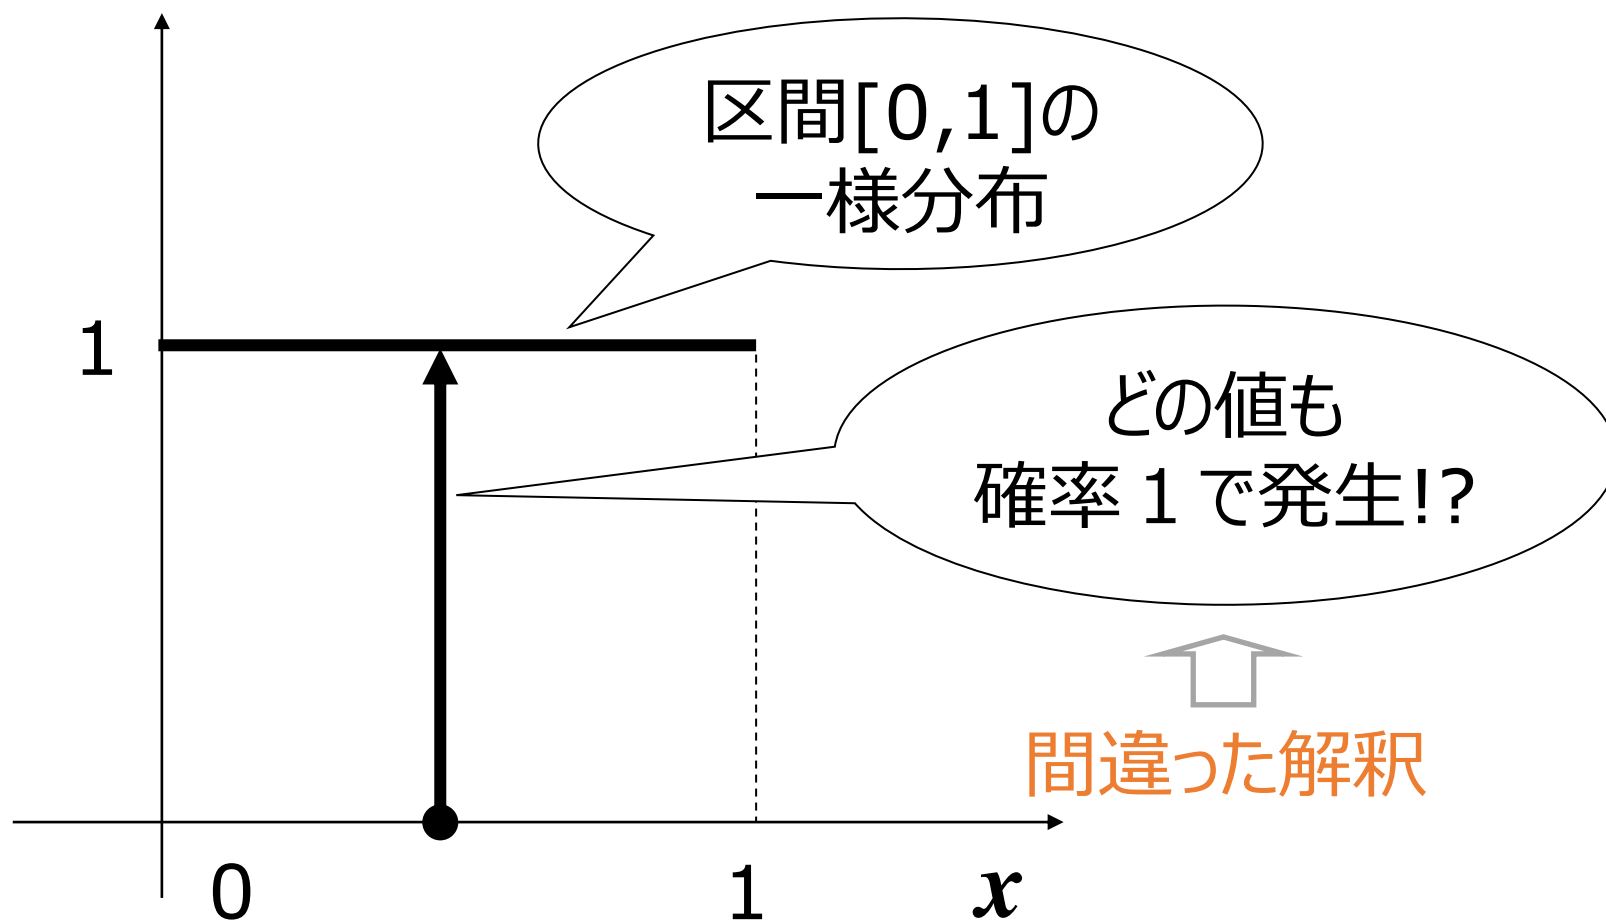 区間[0,1]の
一様分布
1
どの値も
確率1で発生!?
間違った解釈
0
1
x